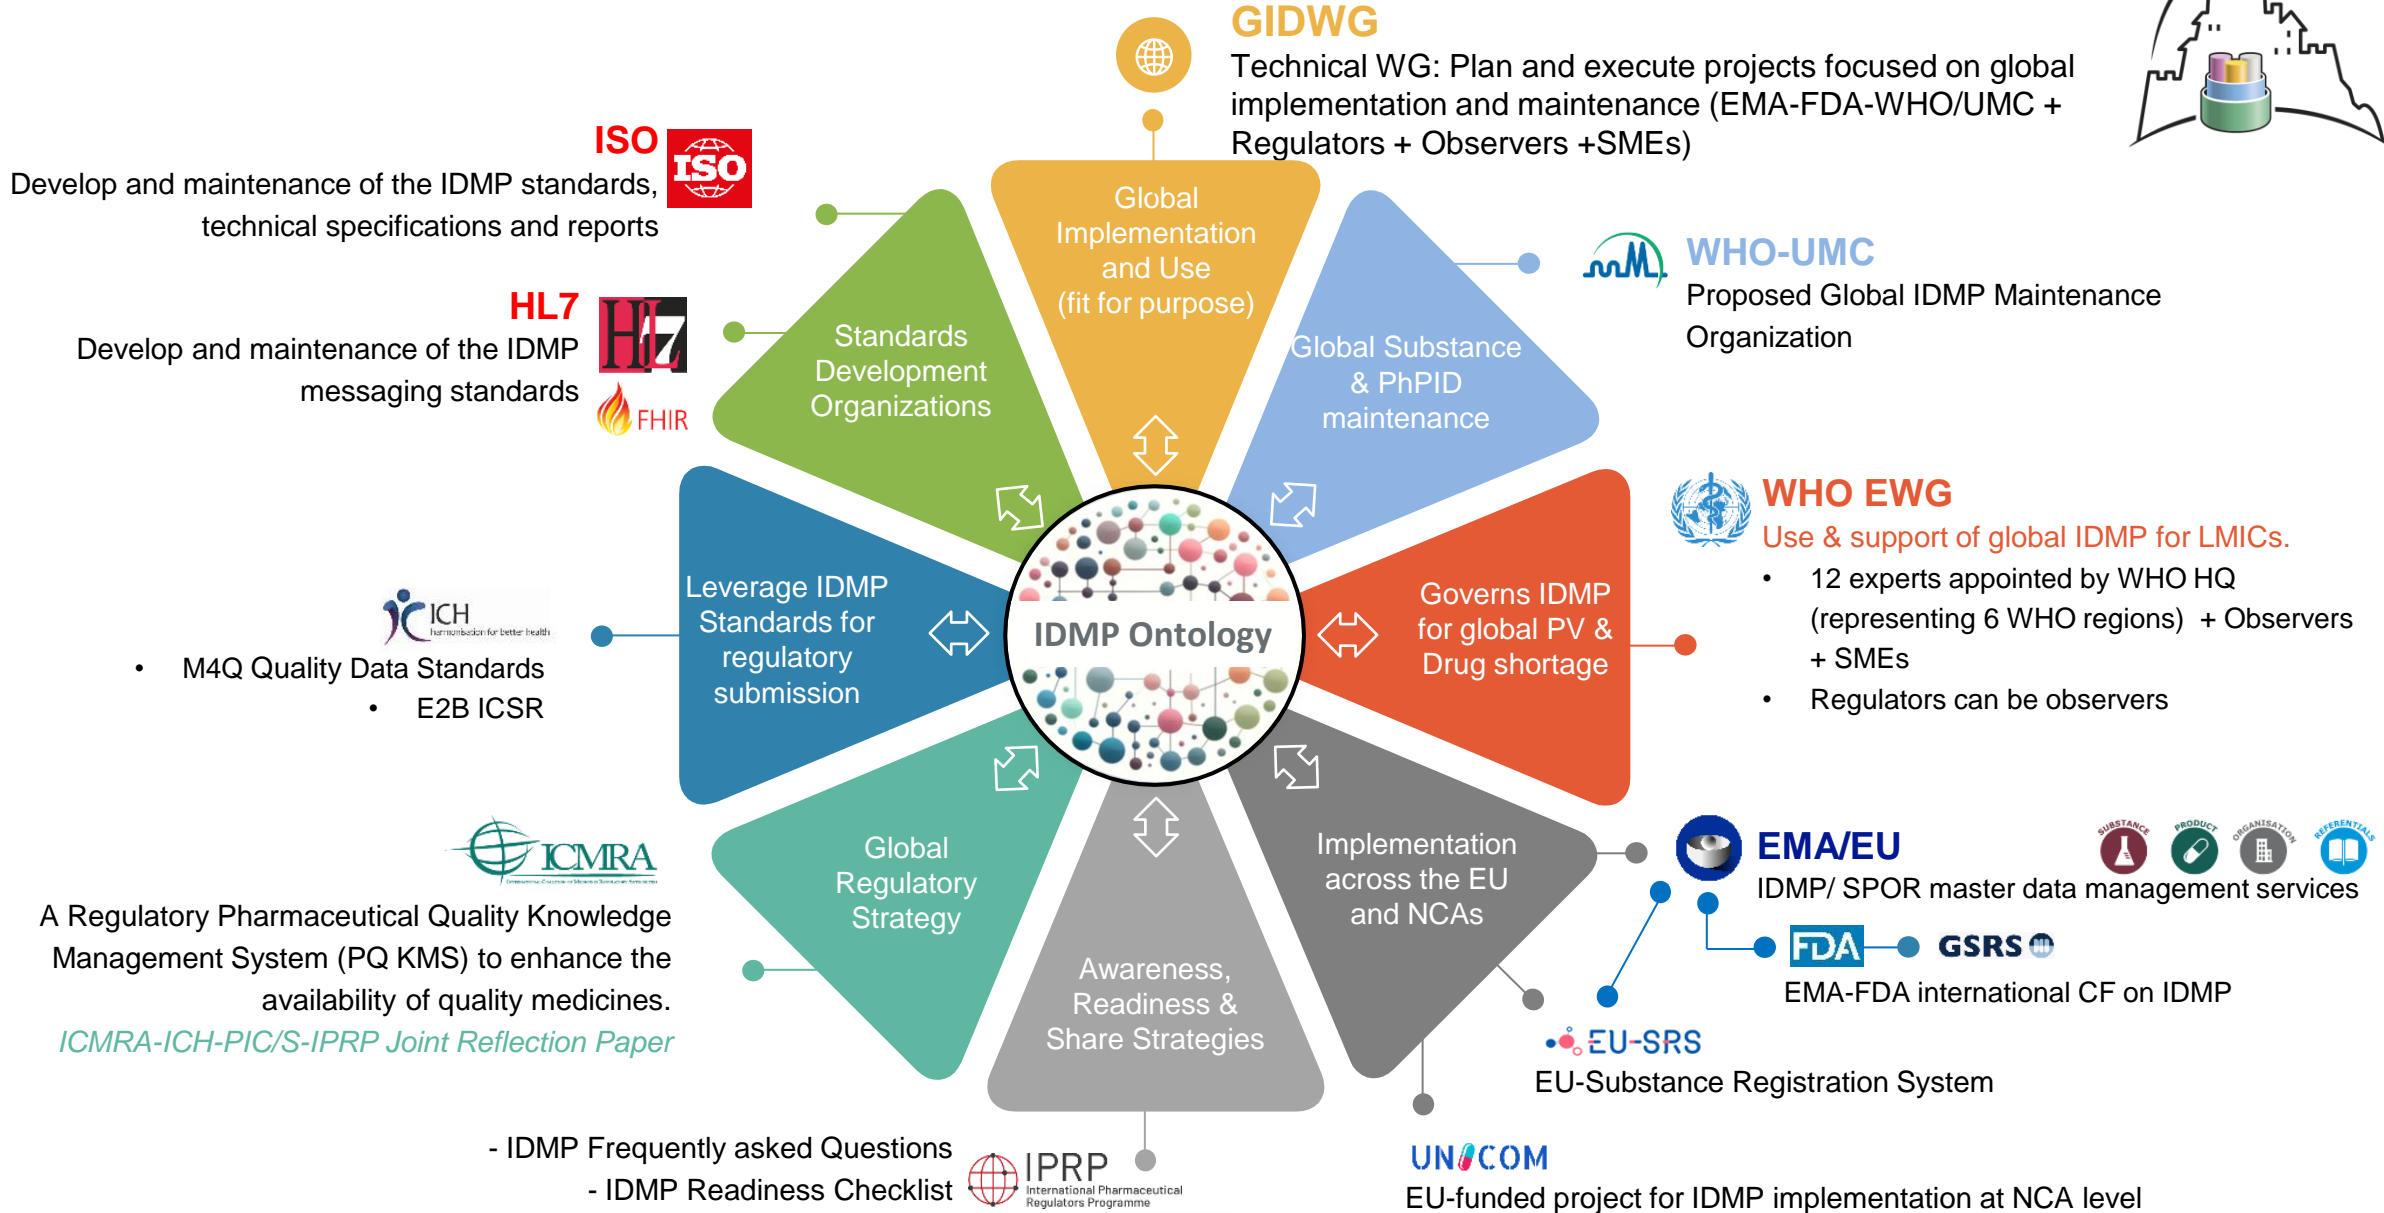 GIDWG
Technical WG: Plan and execute projects focused on global
implementation and maintenance (EMA-FDA-WHO/UMC +
Regulators + Observers +SMEs)
ISO
ISO
Develop and maintenance of the IDMP standards,
technical specifications and reports
HL7
HL7
Develop and maintenance of the IDMP
messaging standards
FHIR
Global
Implementation
and Use
(fit for purpose)
Standards
Development
Organizations
Global Substance
& PhPID
maintenance
WHO-UMC
Proposed Global IDMP Maintenance
Organization
WHO EWG
Use & support of global IDMP for LMICs.
• 12 experts appointed by WHO HQ
(representing 6 WHO regions) + Observers
+ SMEs
• Regulators can be observers
Leverage IDMP
Standards for
regulatory
submission
IDMP Ontology
Governs IDMP
for global PV &
Drug shortage
ICH
harmonisation for better health
• M4Q Quality Data Standards
• E2B ICSR
ICMRA
A Regulatory Pharmaceutical Quality Knowledge
Management System (PQ KMS) to enhance the
availability of quality medicines.
ICMRA-ICH-PIC/S-IPRP Joint Reflection Paper
Global
Regulatory
Strategy
Awareness,
Readiness &
Share Strategies
Implementation
across the EU
and NCAs
EMA/EU
SUBSTANCE
PRODUCT
ORGANISATION
REFERENTIALS
IDMP/ SPOR master data management services
FDA
GSRS
EMA-FDA international CF on IDMP
EU-SRS
EU-Substance Registration System
- IDMP Frequently asked Questions
- IDMP Readiness Checklist
IPRP
International Pharmaceutical
Regulators Programme
UNICOM
EU-funded project for IDMP implementation at NCA level